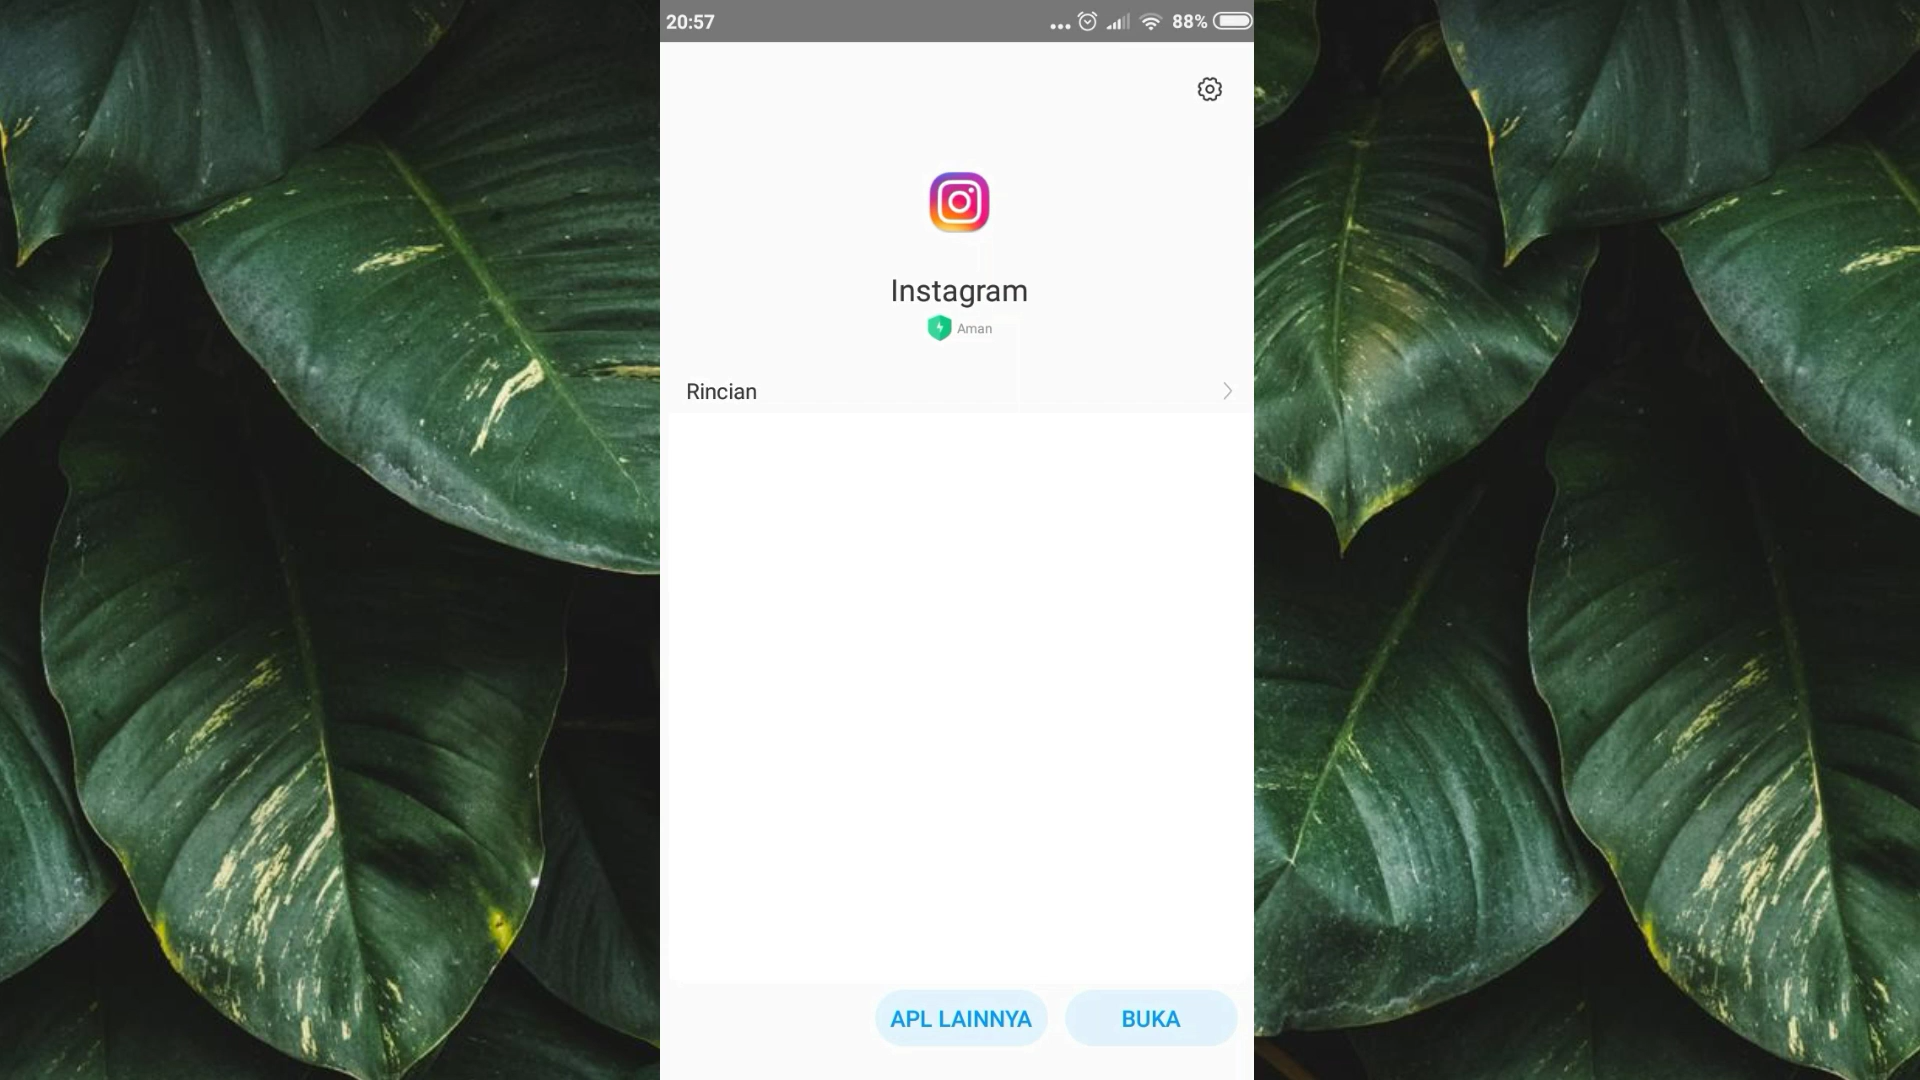 20:57
88%
Instagram
Aman
Rincian
APL LAINNYA
BUKA